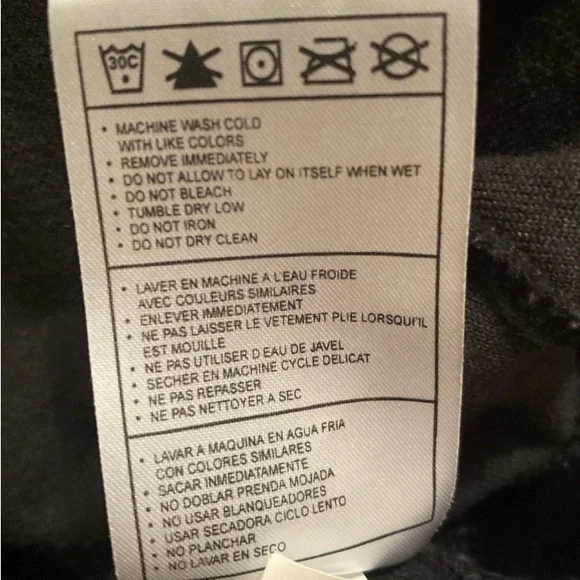 30C
• MACHINE WASH COLD
WITH LIKE COLORS
• REMOVE IMMEDIATELY
• DO NOT ALLOW TO LAY ON ITSELF WHEN WET
• DO NOT BLEACH
• TUMBLE DRY LOW
• DO NOT IRON
• DO NOT DRY CLEAN
• LAVER EN MACHINE A L'EAU FROIDE
AVEC COULEURS SIMILAIRES
• ENLEVER IMMEDIATEMENT
• NE PAS LAISSER LE VETEMENT PLIE LORSQU'IL
EST MOUILLE
• NE PAS UTILISER D'EAU DE JAVEL
• SECHER EN MACHINE CYCLE DELICAT
• NE PAS REPASSER
• NE PAS NETTOYER A SEC
• LAVAR A MAQUINA EN AGUA FRIA
CON COLORES SIMILARES
• SACAR INMEDIATAMENTE
• NO DOBLAR PRENDA MOJADA
• NO USAR BLANQUEADORES
• USAR SECADORA CICLO LENTO
• NO PLANCHAR
• NO LAVAR EN SECO